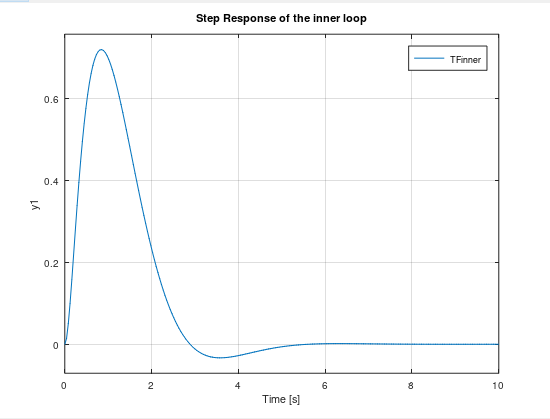 Step Response of the inner loop
TFinner
0.6
0.4
0.2
0
y1
0 2 4 6 8 10
Time [s]